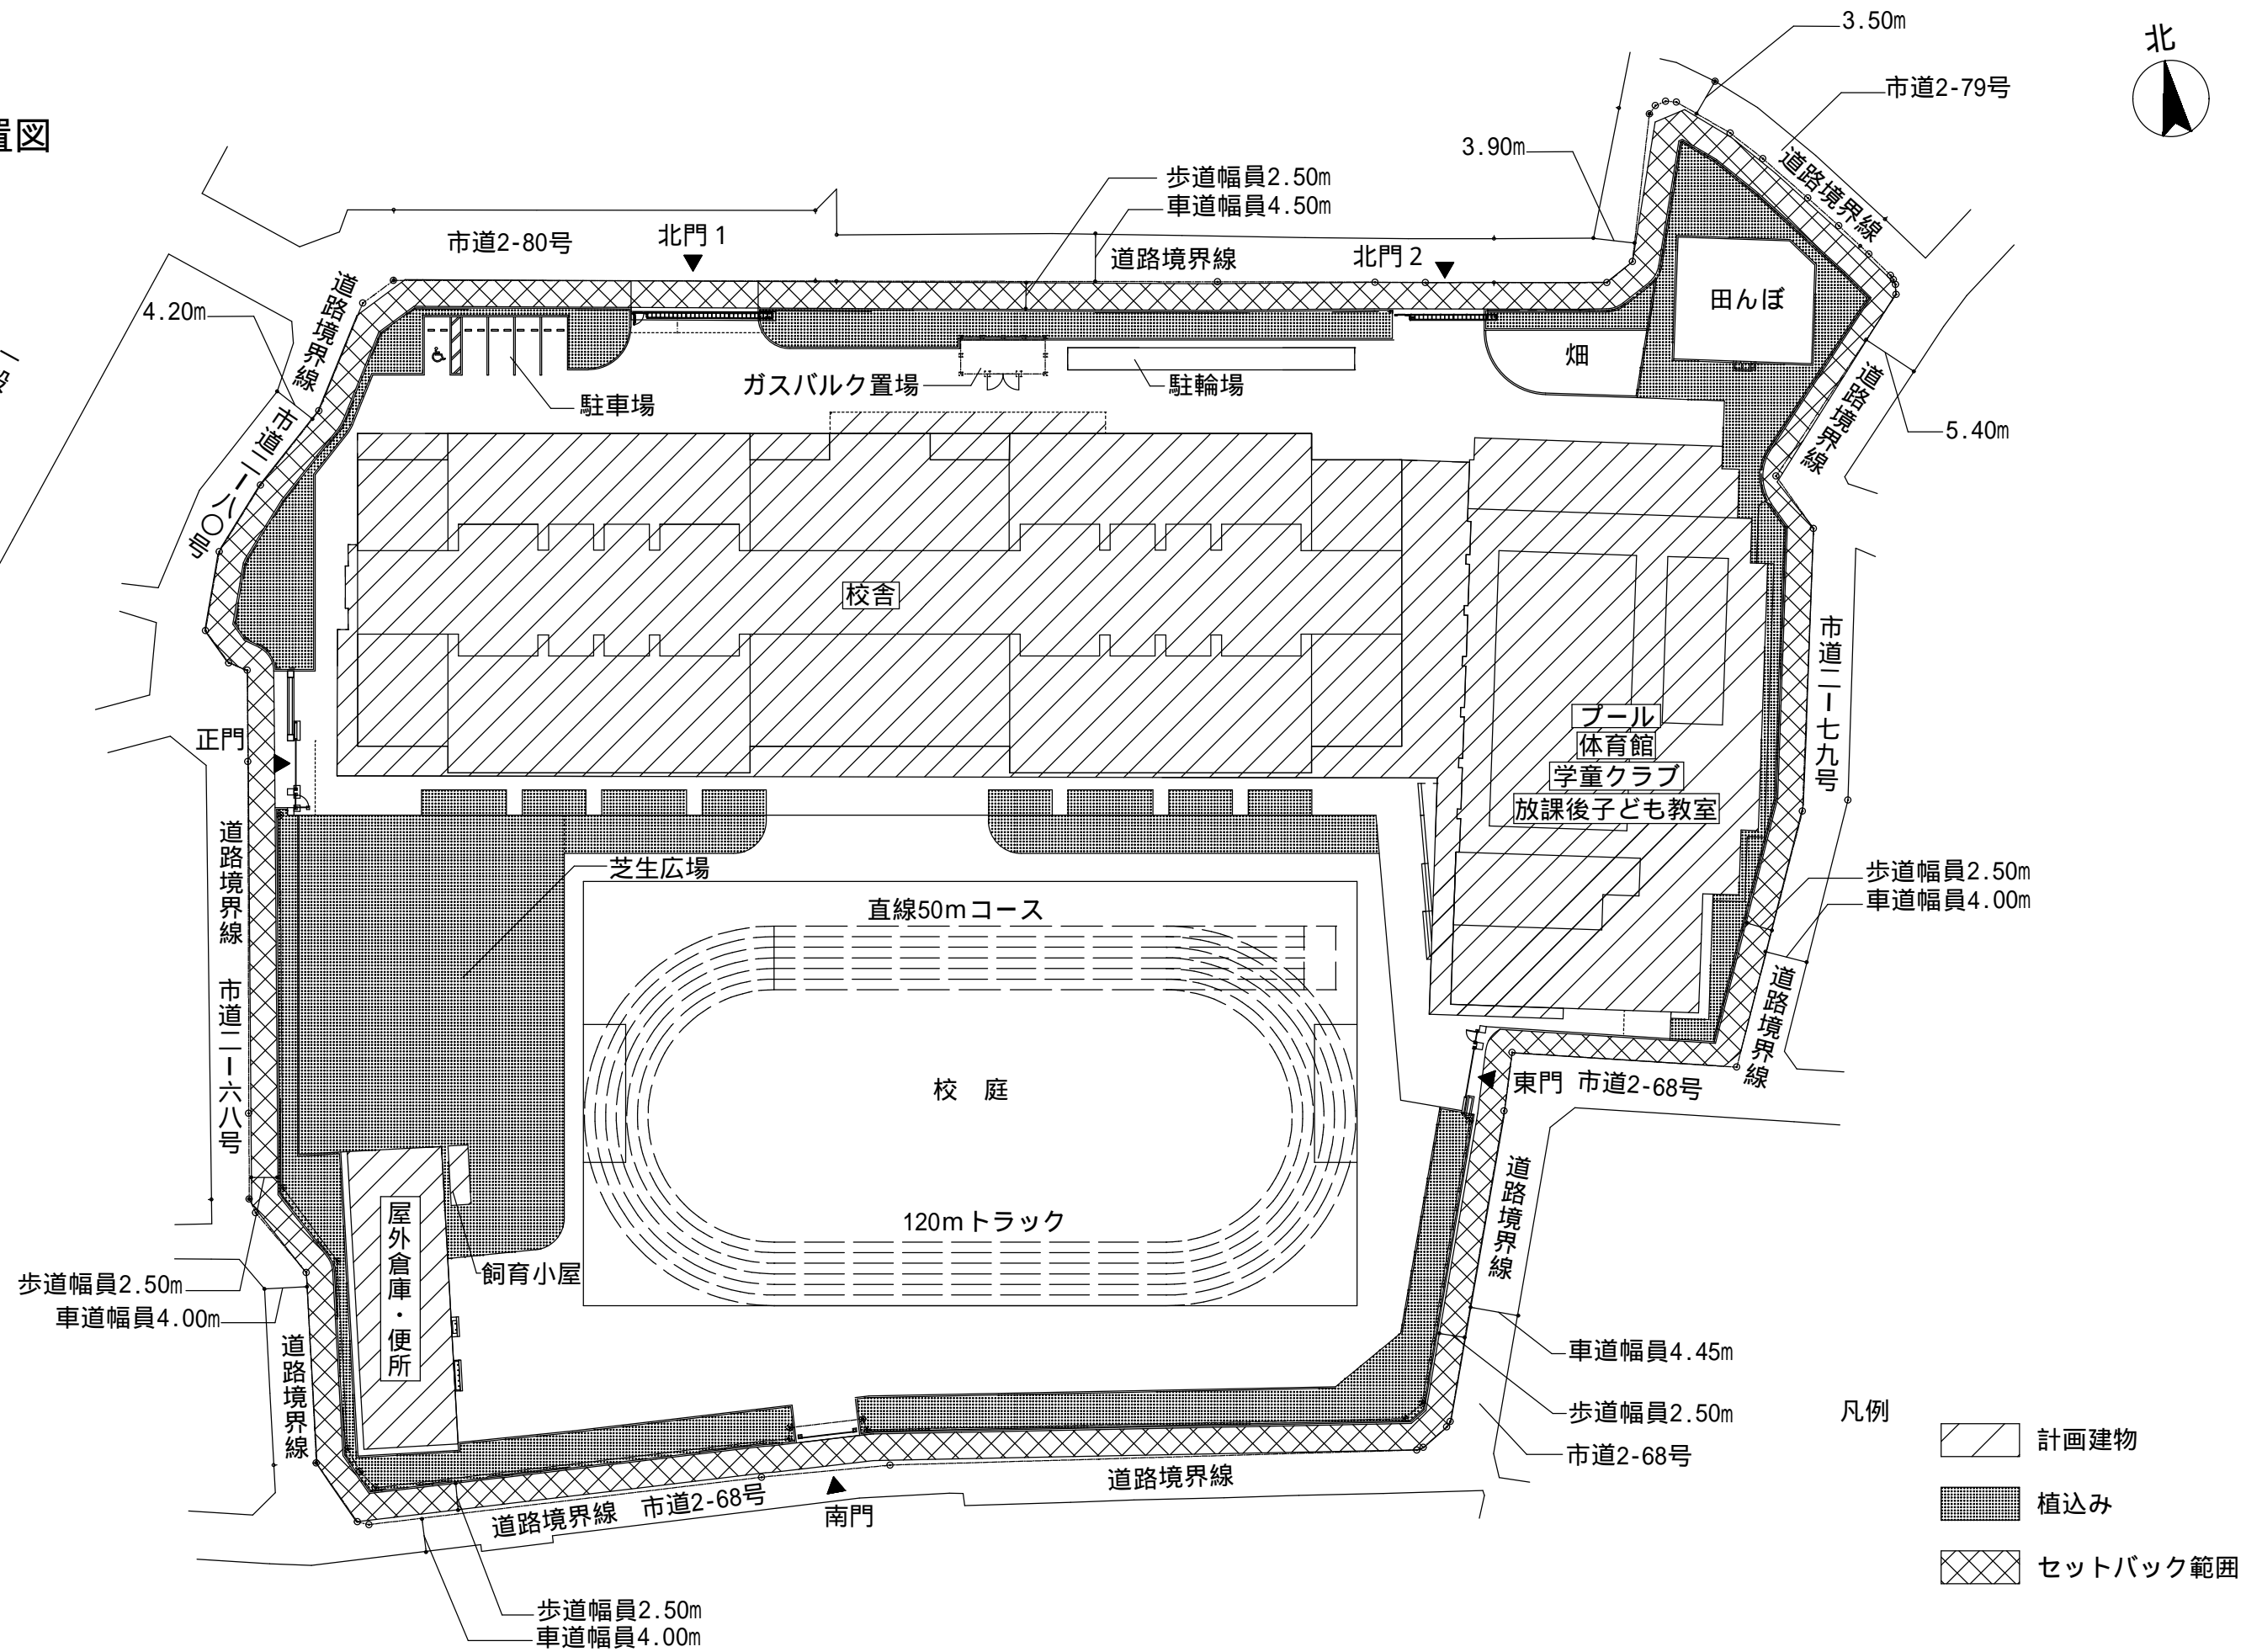 置図
北
3.50m
市道2-79号
道路境界線
3.90m
歩道幅員2.50m
車道幅員4.50m
市道2-80号
北門1
道路境界線
北門2
田んぼ
畑
4.20m
道路境界線
市道二ー八〇号
駐車場
ガスバルク置場
駐輪場
道路境界線
5.40m
校舎
正門
プール
体育館
学童クラブ
放課後子ども教室
市道二ー七九号
道路境界線
市道二ー六八号
芝生広場
直線50mコース
歩道幅員2.50m
車道幅員4.00m
道路境界線
校 庭
東門
市道2-68号
120mトラック
道路境界線
屋外倉庫・便所
飼育小屋
歩道幅員2.50m
車道幅員4.00m
道路境界線
車道幅員4.45m
歩道幅員2.50m
市道2-68号
道路境界線 市道2-68号
南門
道路境界線
歩道幅員2.50m
車道幅員4.00m
凡例
計画建物
植込み
セットバック範囲